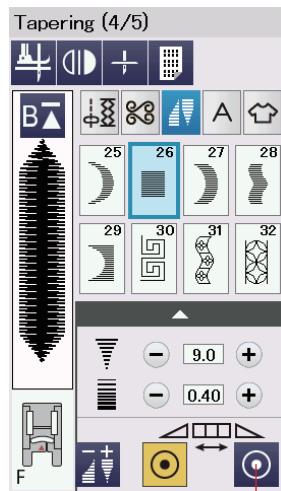 Tapering (4/5)
B
A
25 26 27 28
29 30 31 32
− 9.0 +
− 0.40 +
− +
F